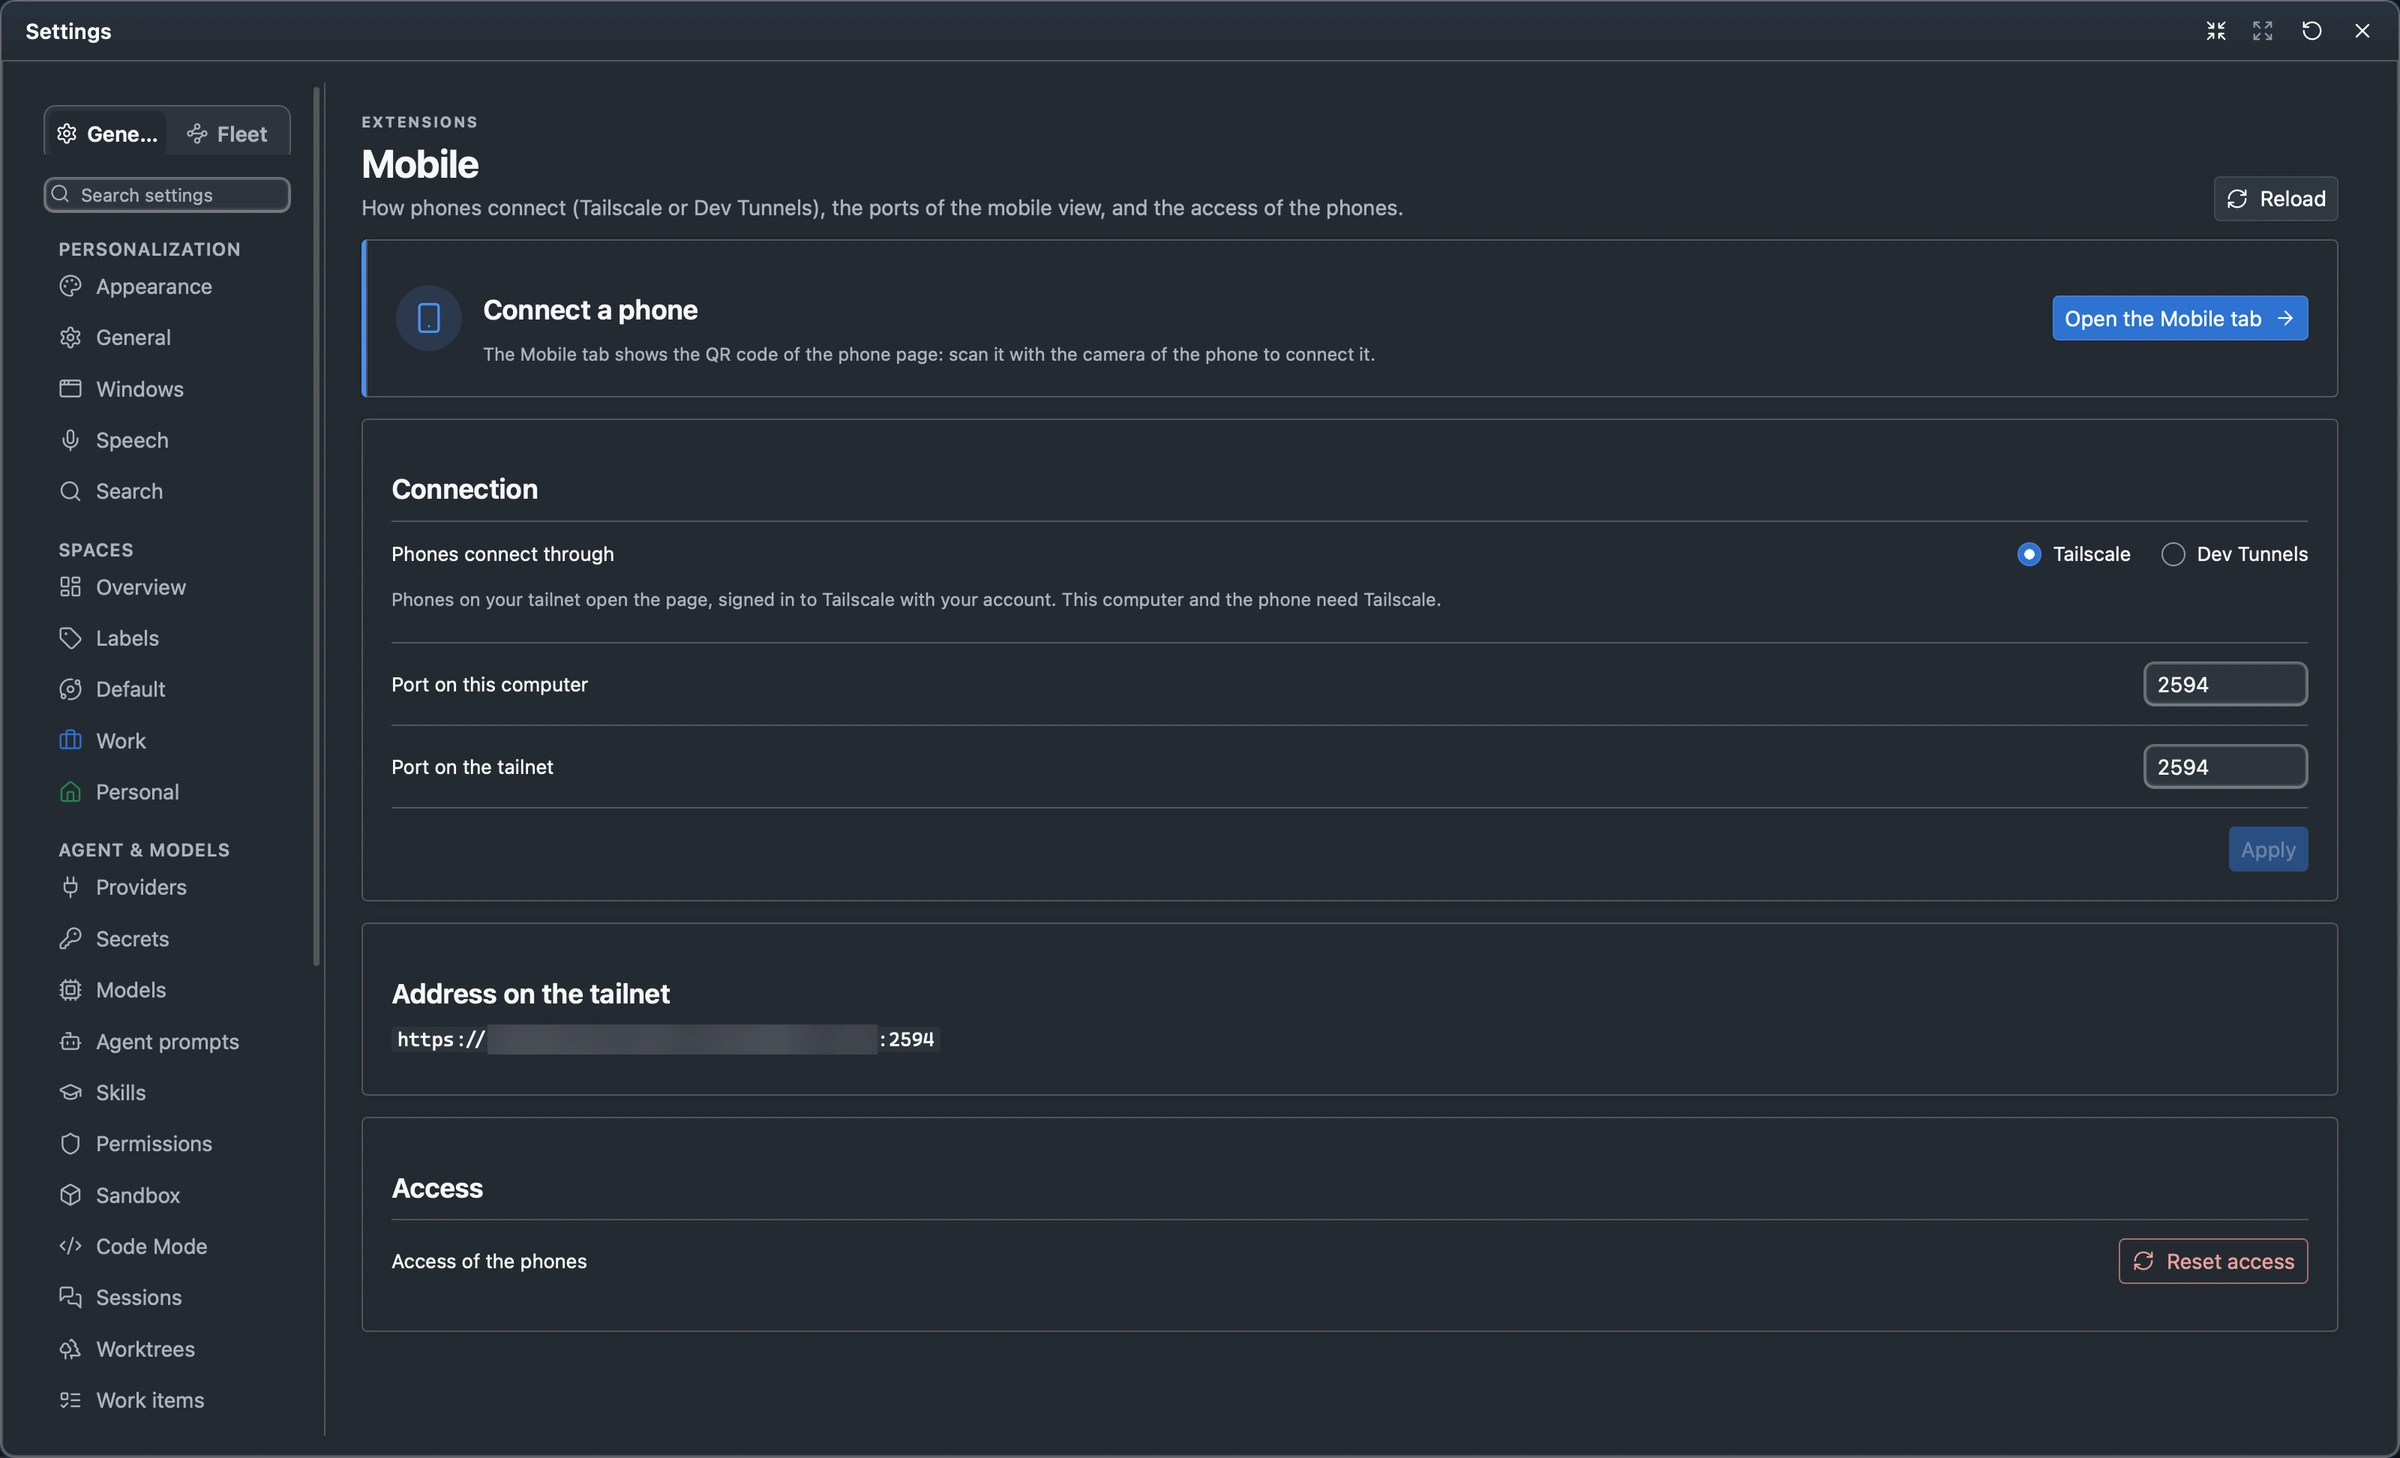 Settings
Gene...
Fleet
Search settings
PERSONALIZATION
Appearance
General
Windows
Speech
Search
SPACES
Overview
Labels
Default
Work
Personal
AGENT & MODELS
Providers
Secrets
Models
Agent prompts
Skills
Permissions
Sandbox
Code Mode
Sessions
Worktrees
Work items
EXTENSIONS
Mobile
How phones connect (Tailscale or Dev Tunnels), the ports of the mobile view, and the access of the phones.
Reload
Connect a phone
The Mobile tab shows the QR code of the phone page: scan it with the camera of the phone to connect it.
Open the Mobile tab
Connection
Phones connect through
Tailscale
Dev Tunnels
Phones on your tailnet open the page, signed in to Tailscale with your account. This computer and the phone need Tailscale.
Port on this computer
2594
Port on the tailnet
2594
Apply
Address on the tailnet
https:// :2594
Access
Access of the phones
Reset access